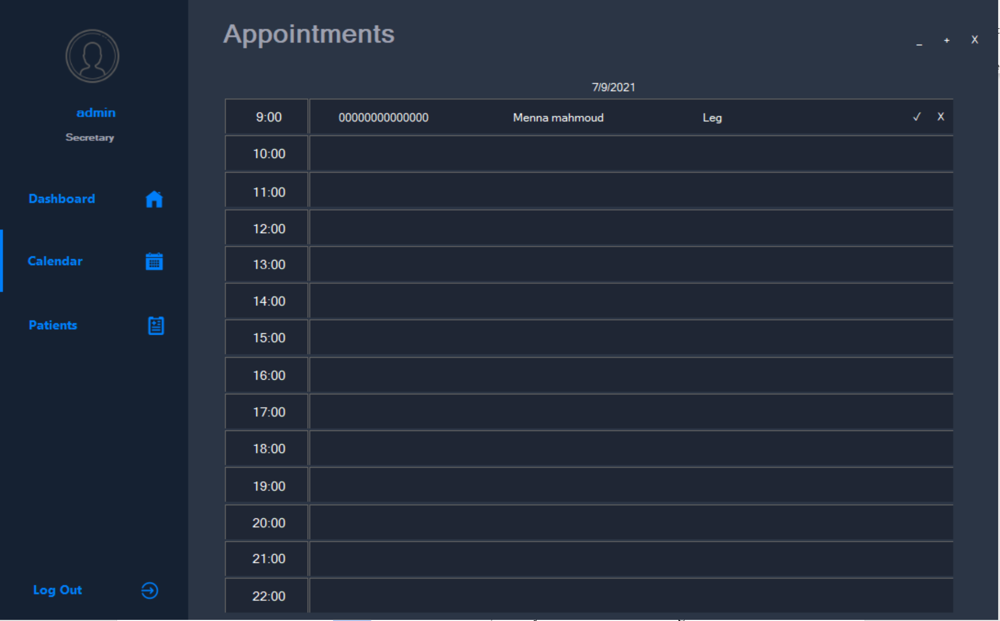 admin
Secretary
Dashboard
Calendar
Patients
Log Out
Appointments
_ + X
7/9/2021
9:00 00000000000000 Menna mahmoud Leg ✓ X
10:00
11:00
12:00
13:00
14:00
15:00
16:00
17:00
18:00
19:00
20:00
21:00
22:00